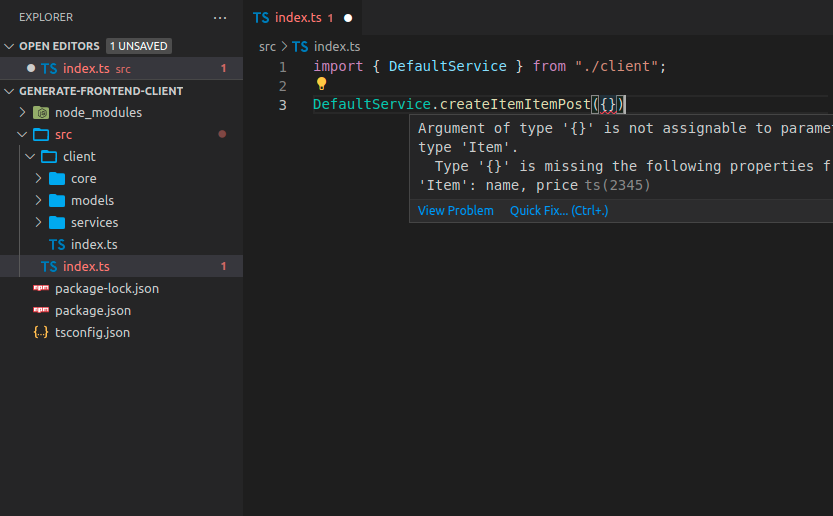 EXPLORER ...
OPEN EDITORS 1 UNSAVED
TS index.ts src 1
GENERATE-FRONTEND-CLIENT
node_modules
src
client
core
models
services
TS index.ts
TS index.ts 1
package-lock.json
package.json
{..} tsconfig.json
TS index.ts 1
src > TS index.ts
1 import { DefaultService } from "./client";
2
3 DefaultService.createItemItemPost({})
Argument of type '{}' is not assignable to parame
type 'Item'.
Type '{}' is missing the following properties f
'Item': name, price ts(2345)
View Problem Quick Fix... (Ctrl+.)